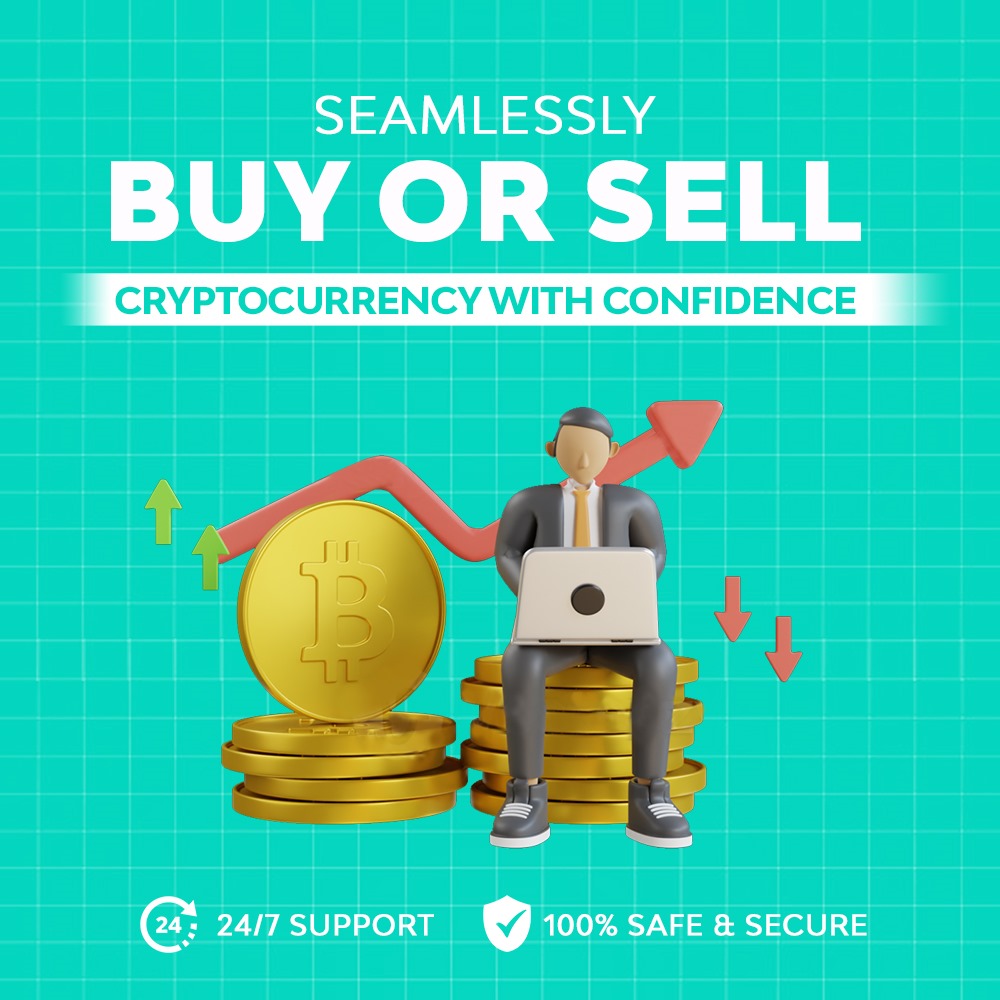 SEAMLESSLY
BUY OR SELL
CRYPTOCURRENCY WITH CONFIDENCE
24 24/7 SUPPORT
100% SAFE & SECURE